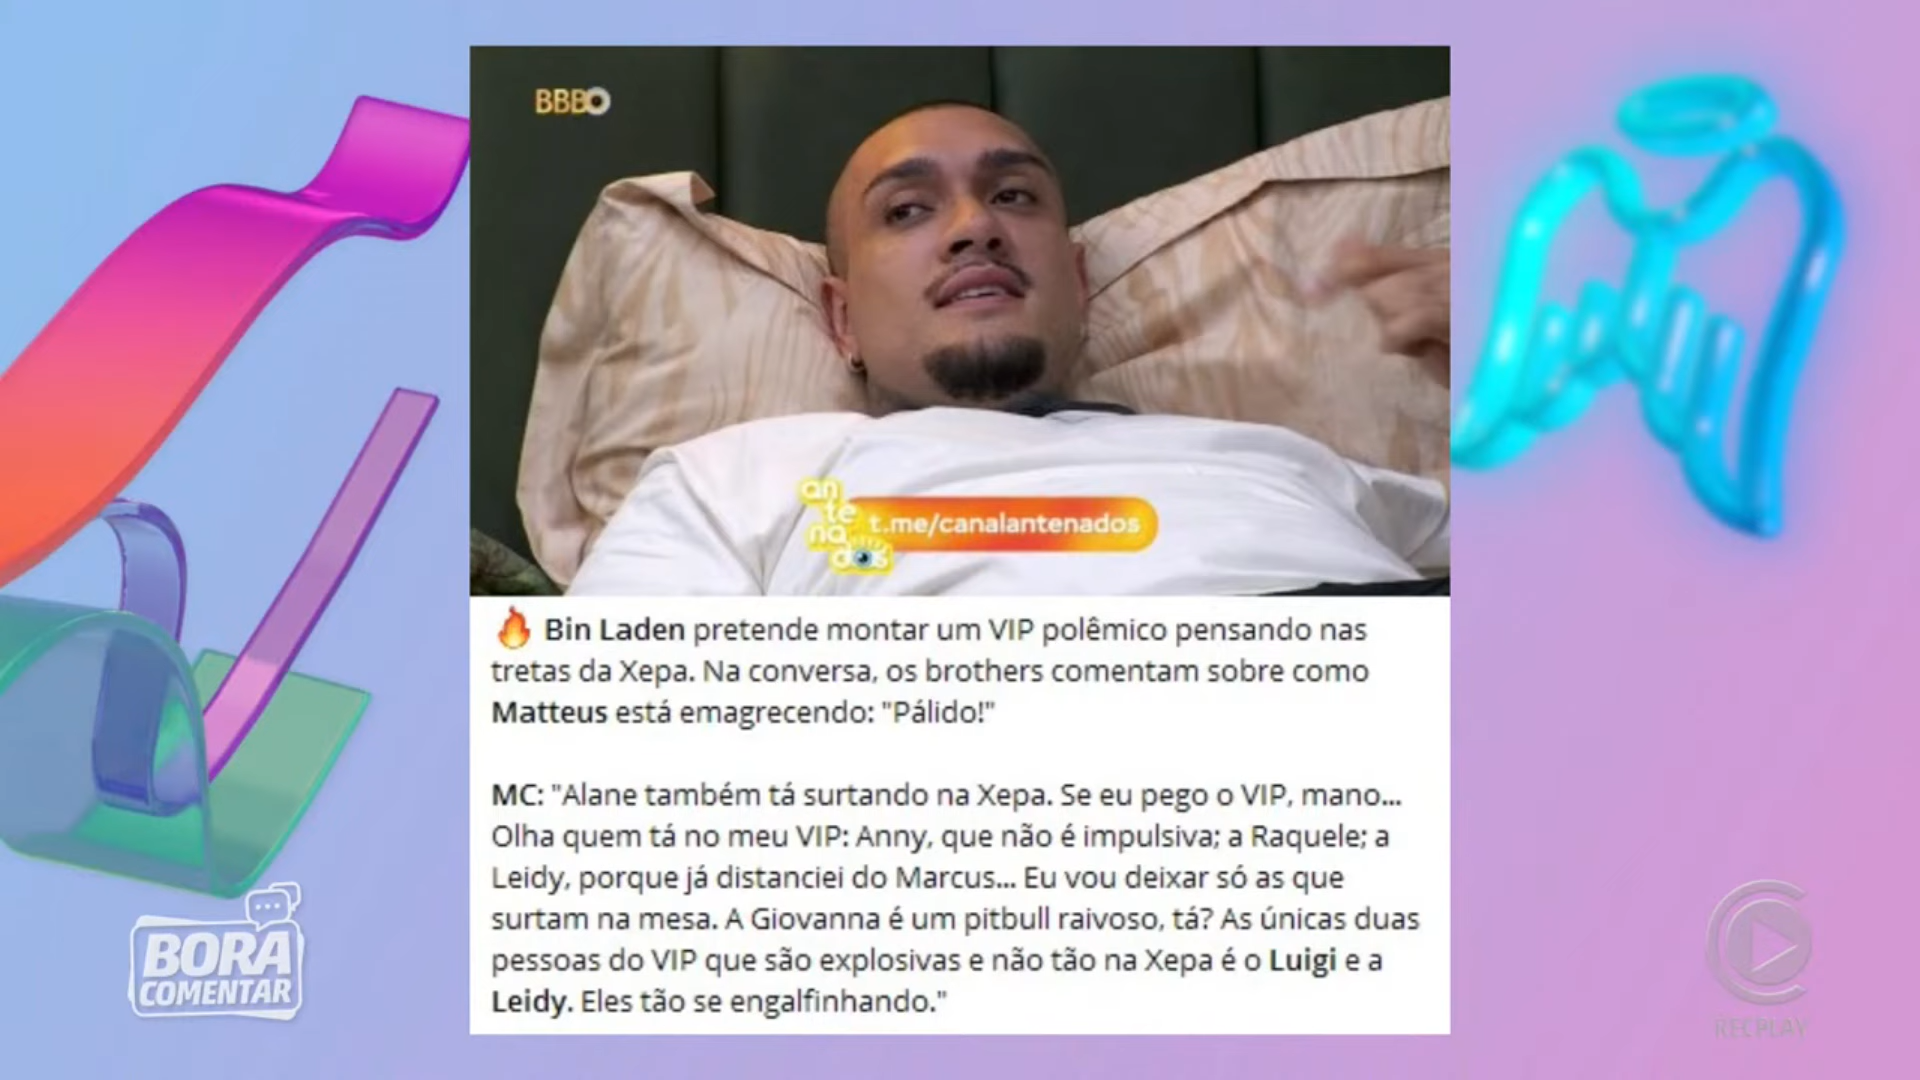 BBB
an
te
na
dos
t.me/canalantenados
Bin Laden pretende montar um VIP polêmico pensando nas
tretas da Xepa. Na conversa, os brothers comentam sobre como
Matteus está emagrecendo: "Pálido!"
MC: "Alane também tá surtando na Xepa. Se eu pego o VIP, mano...
Olha quem tá no meu VIP: Anny, que não é impulsiva; a Raquele; a
Leidy, porque já distanciei do Marcus... Eu vou deixar só as que
surtam na mesa. A Giovanna é um pitbull raivoso, tá? As únicas duas
pessoas do VIP que são explosivas e não tão na Xepa é o Luigi e a
Leidy. Eles tão se engalfinhando."
BORA
COMENTAR
RECPLAY